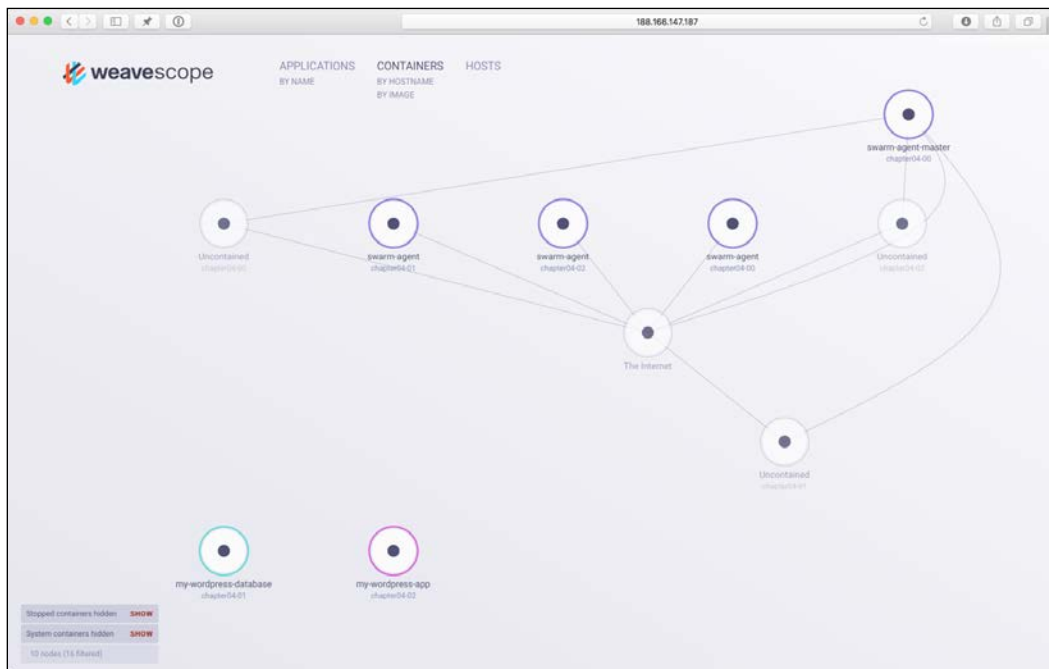 188.166.147.187
weavescope
APPLICATIONS CONTAINERS HOSTS
BY NAME BY HOSTNAME
BY IMAGE
swarm-agent-master
chapter04-00
Uncontained swarm-agent swarm-agent swarm-agent Uncontained
chapter04-00 chapter04-01 chapter04-02 chapter04-00 chapter04-02
The Internet
Uncontained
chapter04-01
my-wordpress-database my-wordpress-app
chapter04-01 chapter04-02
Stopped containers hidden SHOW
System containers hidden SHOW
10 nodes (16 filtered)